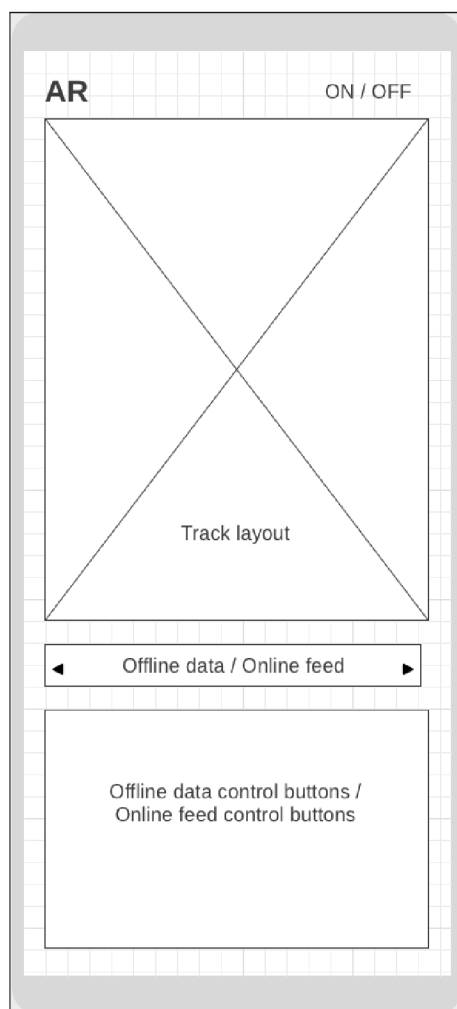 AR
ON / OFF
Track layout
Offline data / Online feed
Offline data control buttons /
Online feed control buttons